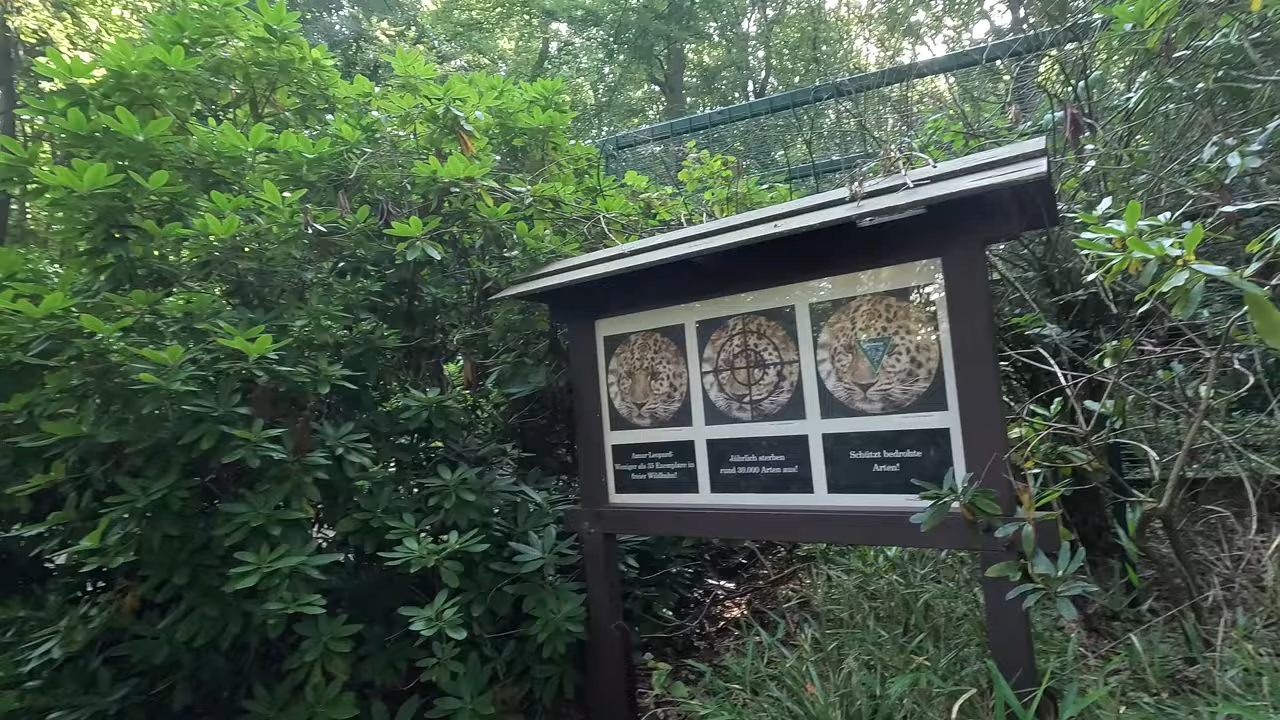 Amur Leopard:
Weniger als 35 Exemplare in
freier Wildbahn!
Jährlich sterben
rund 30.000 Arten aus!
Schützt bedrohte
Arten!